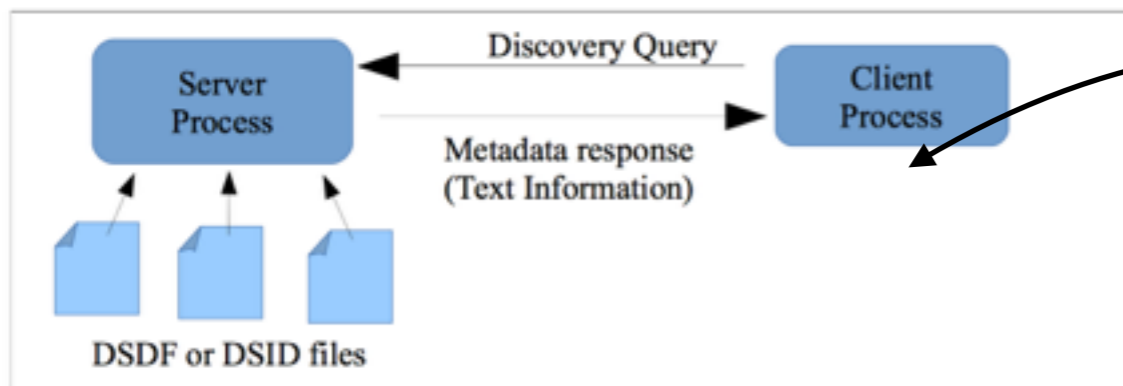 Server
Process
Discovery Query
Client
Process
Metadata response
(Text Information)
DSDF or DSID files